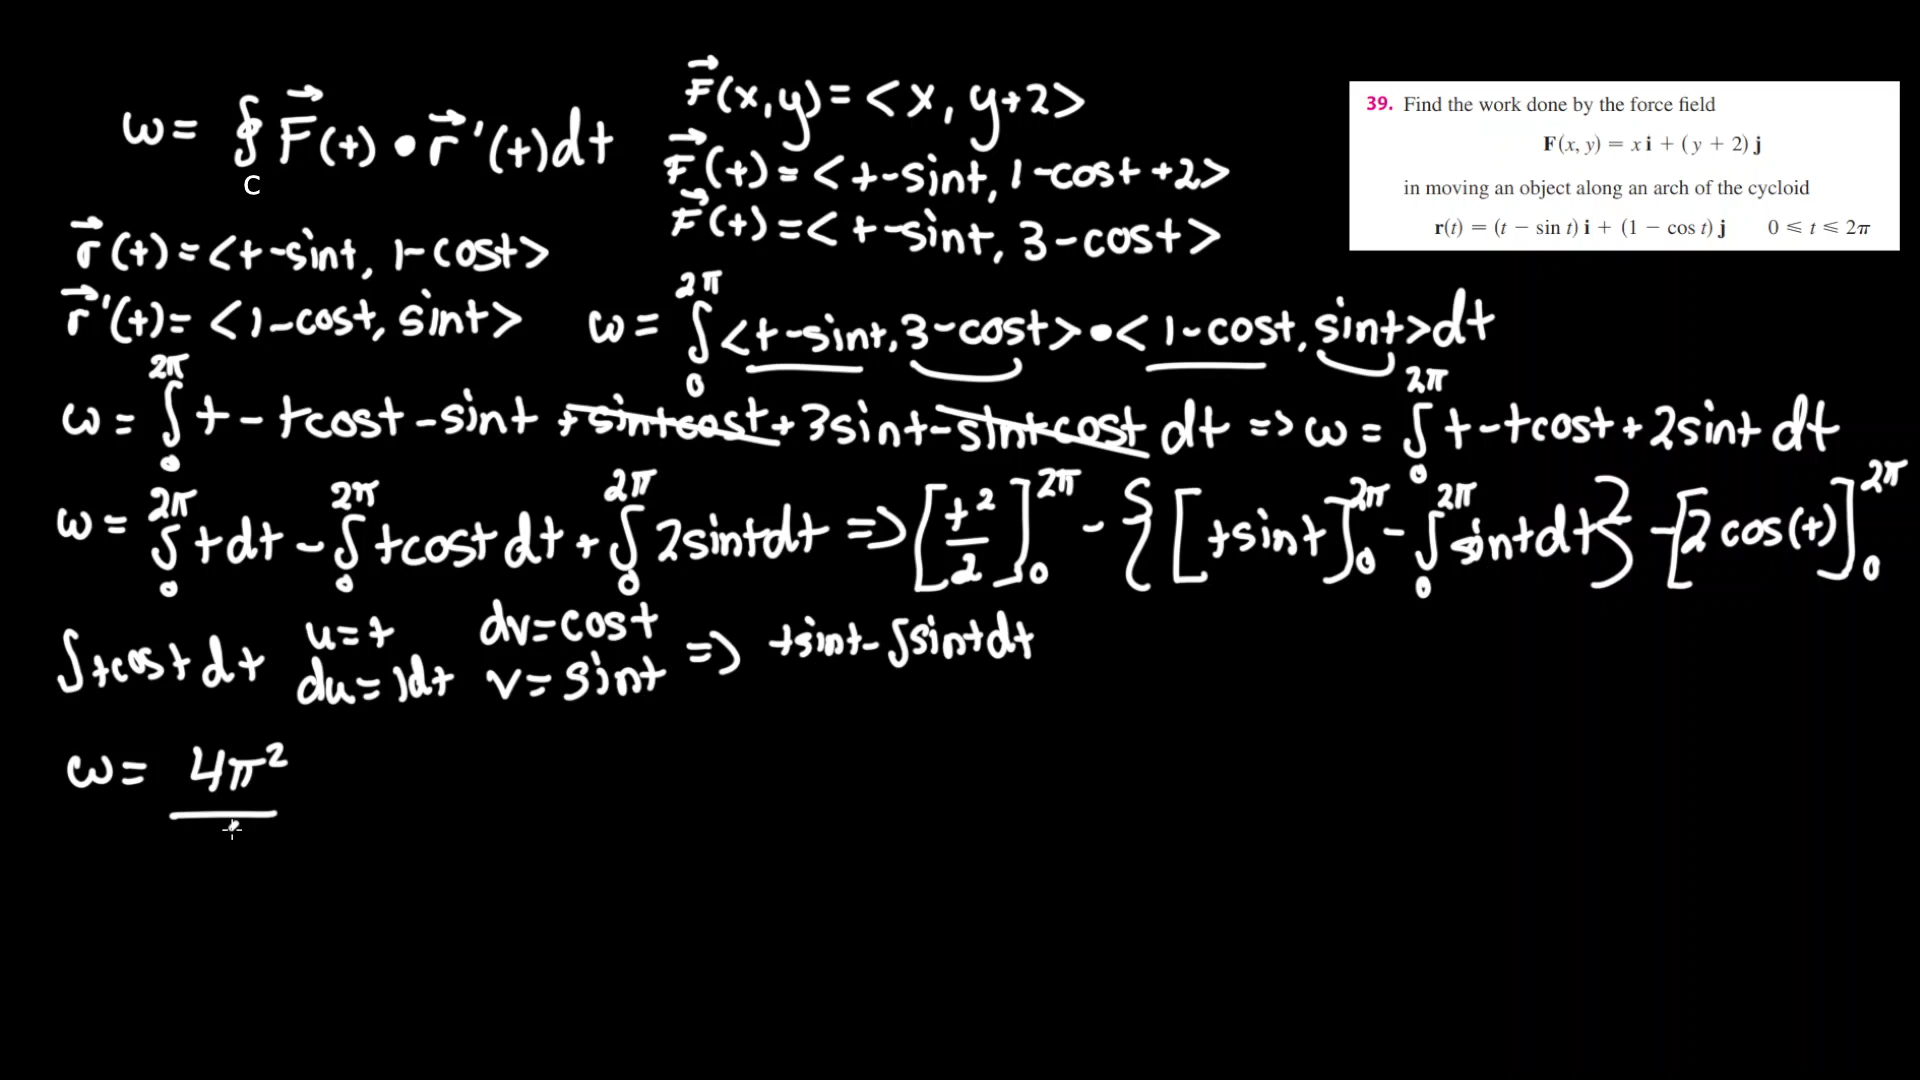 w = ∮_C F⃗(t) • r⃗'(t)dt
r⃗(t) = <t-sint, 1-cost>
r⃗'(t) = <1-cost, sint>
F⃗(x,y) = <x, y+2>
F⃗(t) = <t-sint, 1-cost+2>
F⃗(t) = <t-sint, 3-cost>
39. Find the work done by the force field
F(x, y) = x i + (y + 2) j
in moving an object along an arch of the cycloid
r(t) = (t − sin t) i + (1 − cos t) j 0 ≤ t ≤ 2π
w = ∫_0^2π <t-sint, 3-cost> • <1-cost, sint>dt
w = ∫_0^2π t - tcost - sint + sintcost + 3sint - sintcost dt => w = ∫_0^2π t - tcost + 2sint dt
w = ∫_0^2π tdt - ∫_0^2π tcost dt + ∫_0^2π 2sintdt => [t²/2]_0^2π - {[tsint]_0^2π - ∫_0^2π sintdt} - [2cos(t)]_0^2π
∫tcost dt u=t dv=cost => tsint - ∫sintdt
du=1dt v=sint
w = 4π²